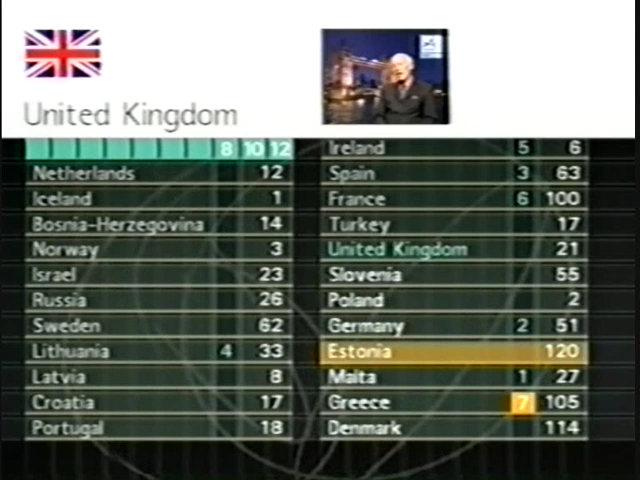 United Kingdom
8 10 12
Netherlands 12
Iceland 1
Bosnia-Herzegovina 14
Norway 3
Israel 23
Russia 26
Sweden 62
Lithuania 4 33
Latvia 8
Croatia 17
Portugal 18
Ireland 5 6
Spain 3 63
France 6 100
Turkey 17
United Kingdom 21
Slovenia 55
Poland 2
Germany 2 51
Estonia 120
Malta 1 27
Greece 7 105
Denmark 114